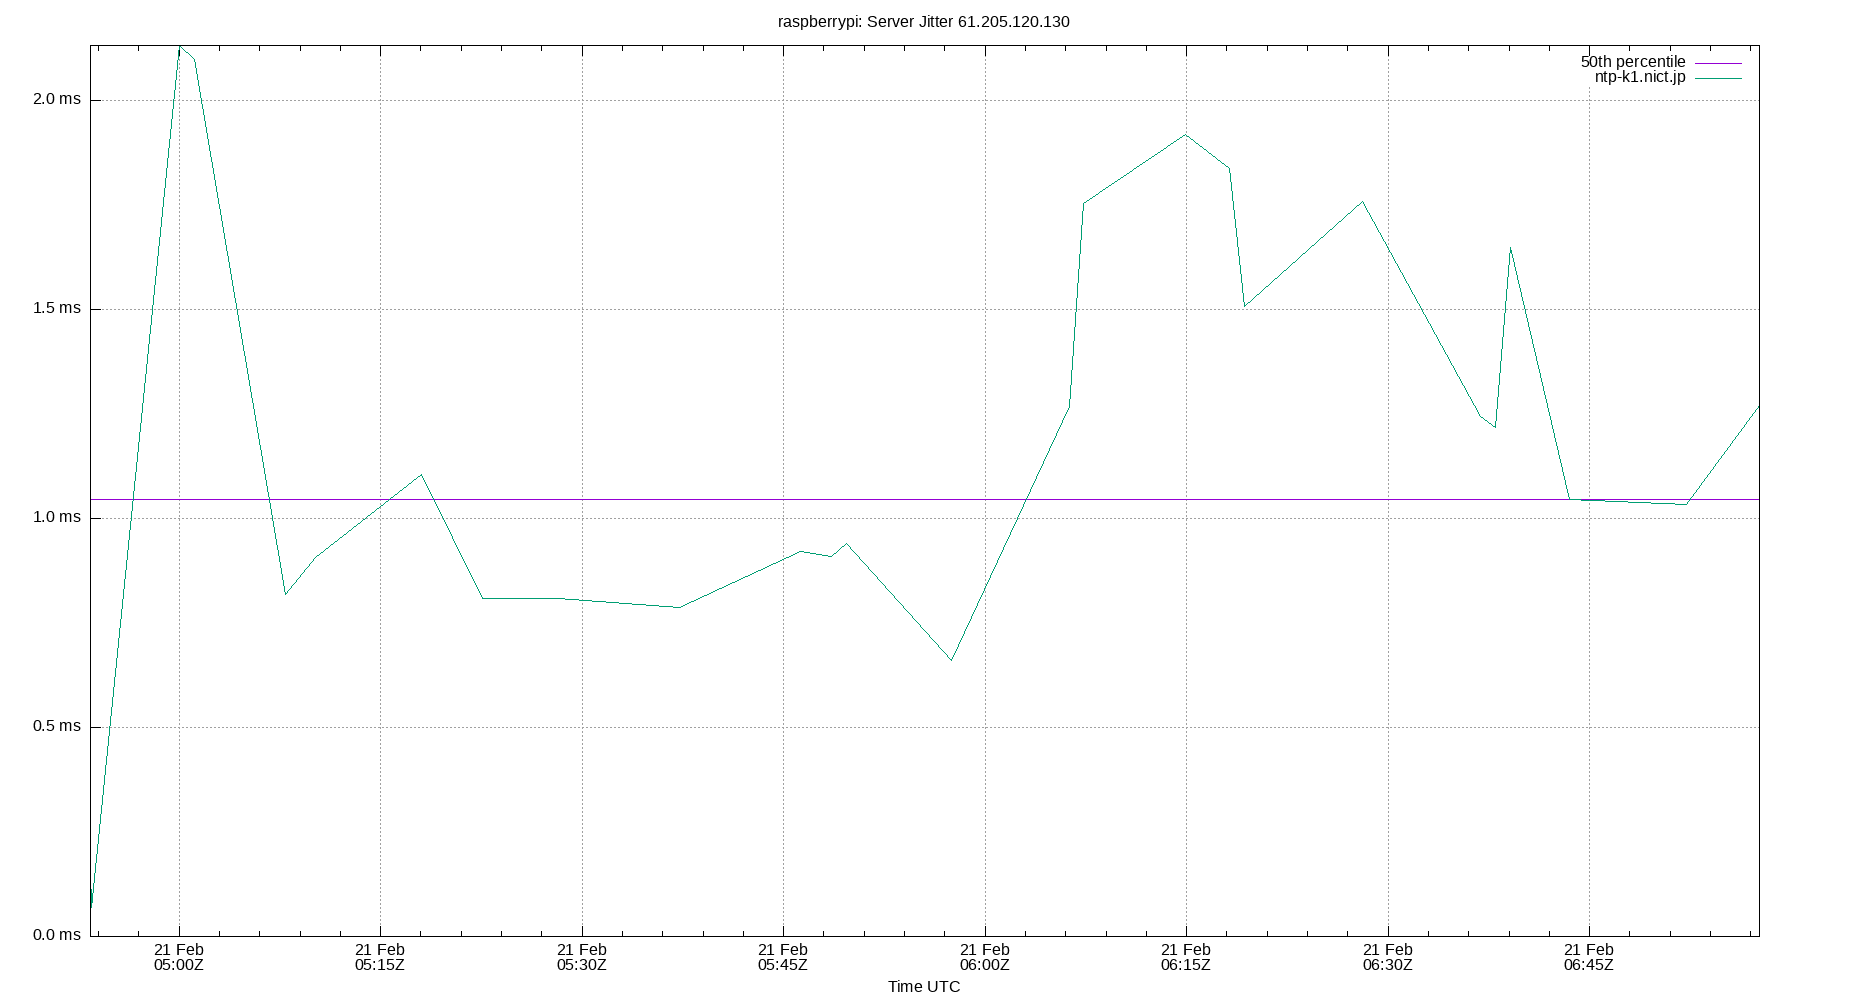 raspberrypi: Server Jitter 61.205.120.130
50th percentile
ntp-k1.nict.jp
2.0 ms
1.5 ms
1.0 ms
0.5 ms
0.0 ms
21 Feb 21 Feb 21 Feb 21 Feb 21 Feb 21 Feb 21 Feb 21 Feb
05:00Z 05:15Z 05:30Z 05:45Z 06:00Z 06:15Z 06:30Z 06:45Z
Time UTC